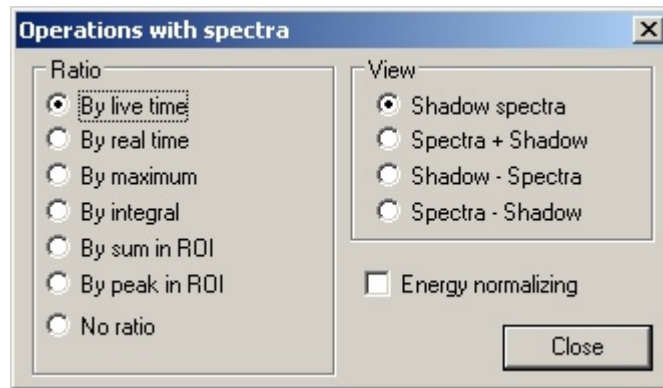 Operations with spectra
Ratio
By live time
By real time
By maximum
By integral
By sum in ROI
By peak in ROI
No ratio
View
Shadow spectra
Spectra + Shadow
Shadow - Spectra
Spectra - Shadow
Energy normalizing
Close